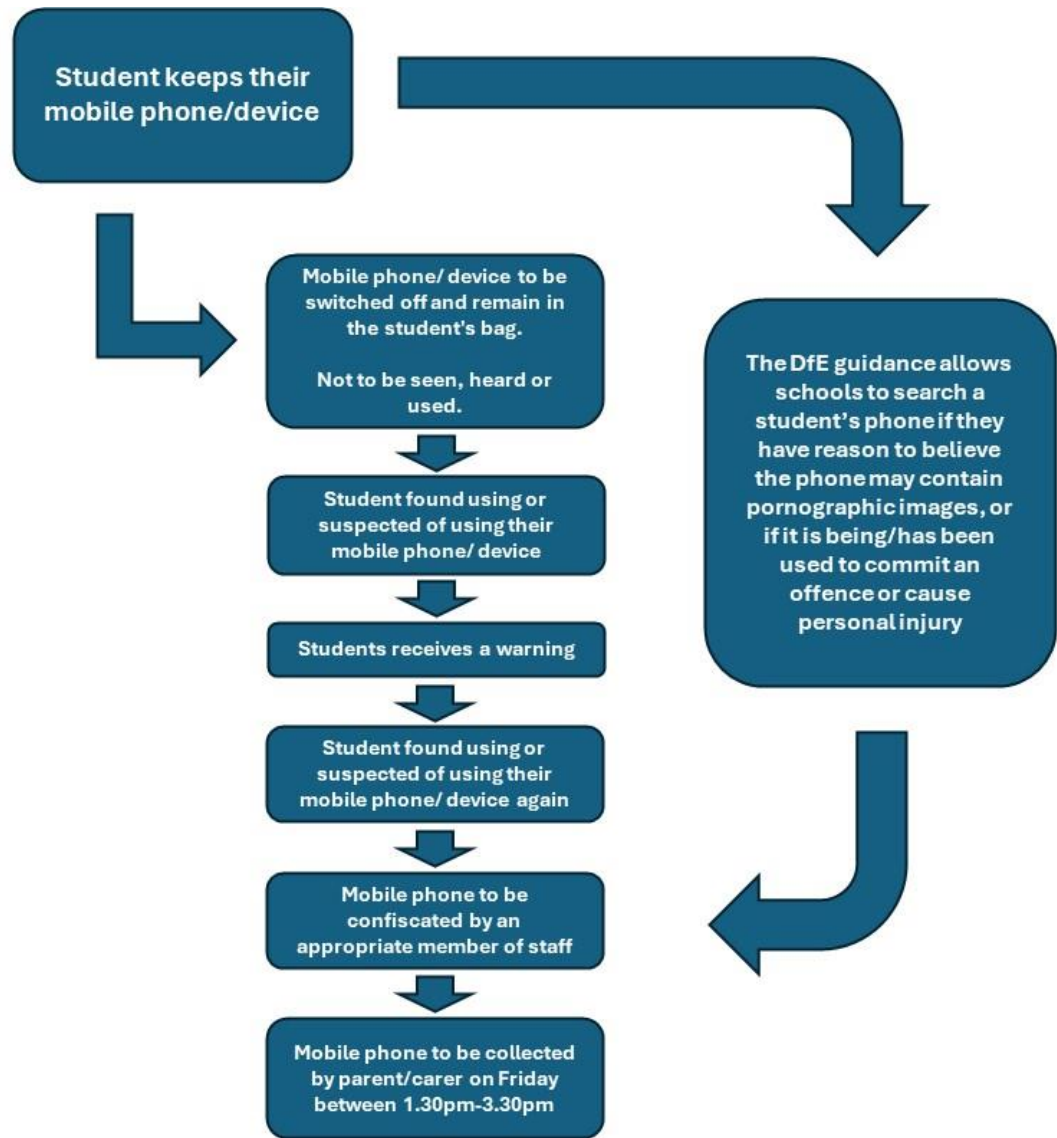 Student keeps their
mobile phone/device
Mobile phone/ device to be
switched off and remain in
the student's bag.
Not to be seen, heard or
used.
Student found using or
suspected of using their
mobile phone/ device
Students receives a warning
Student found using or
suspected of using their
mobile phone/ device again
Mobile phone to be
confiscated by an
appropriate member of staff
Mobile phone to be collected
by parent/carer on Friday
between 1.30pm-3.30pm
The DfE guidance allows
schools to search a
student’s phone if they
have reason to believe
the phone may contain
pornographic images, or
if it is being/has been
used to commit an
offence or cause
personal injury